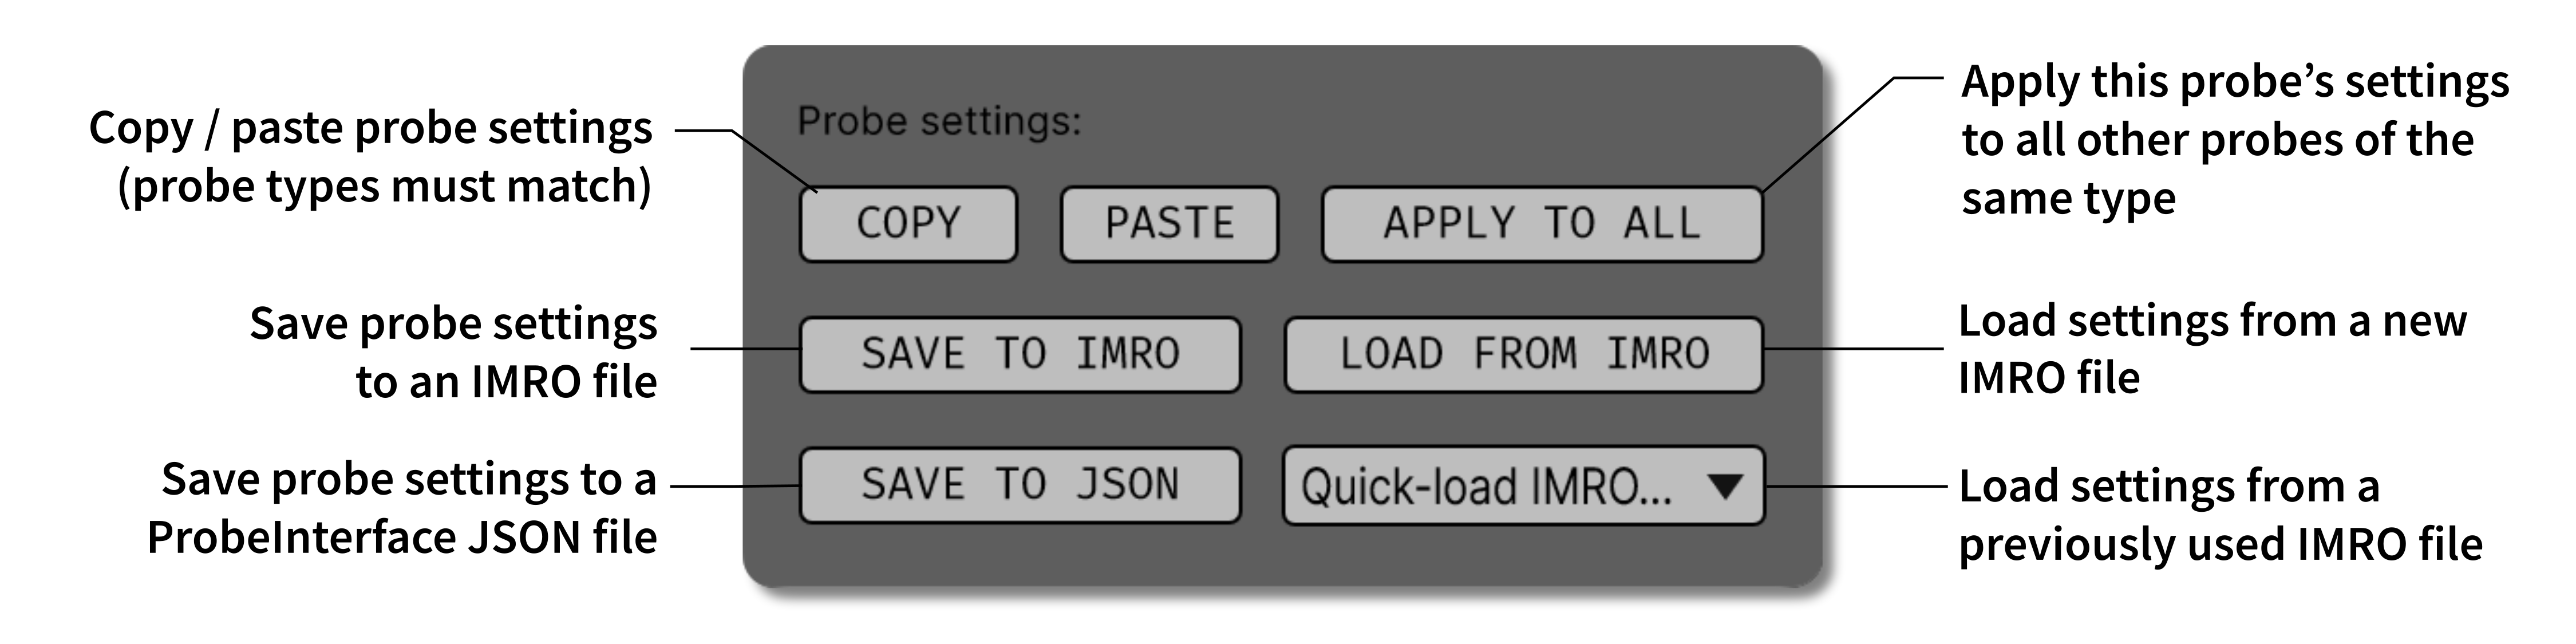 Copy / paste probe settings
(probe types must match)
Save probe settings
to an IMRO file
Save probe settings to a
ProbeInterface JSON file
Probe settings:
COPY
PASTE
APPLY TO ALL
SAVE TO IMRO
LOAD FROM IMRO
SAVE TO JSON
Quick-load IMRO...
Apply this probe’s settings
to all other probes of the
same type
Load settings from a new
IMRO file
Load settings from a
previously used IMRO file